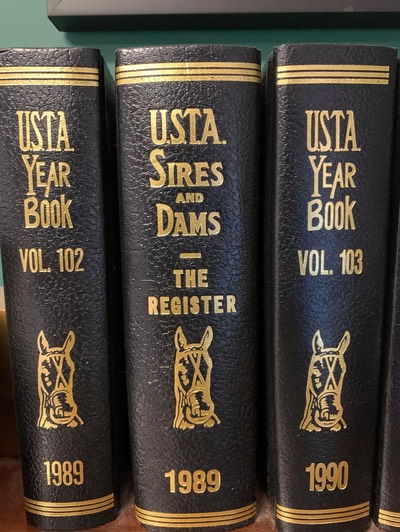 U.S.T.A.
YEAR
BOOK
VOL. 102
1989
U.S.T.A.
SIRES
AND
DAMS
THE
REGISTER
1989
U.S.T.A.
YEAR
BOOK
VOL. 103
1990